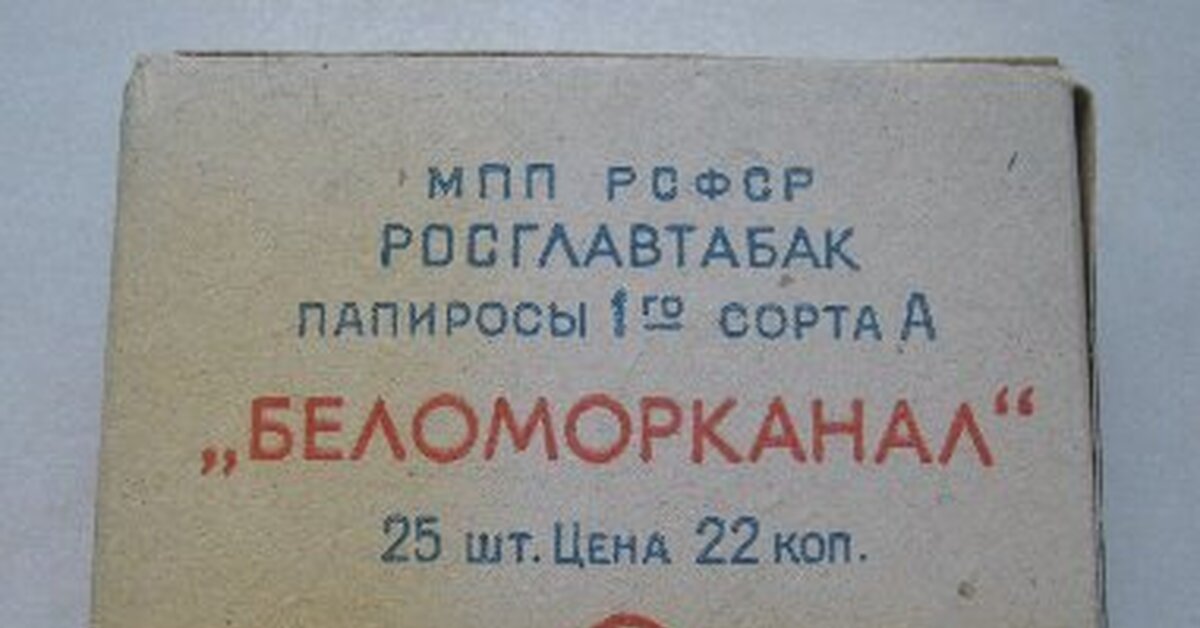 МПП РСФСР
РОСГЛАВТАБАК
ПАПИРОСЫ 1го СОРТА А
„БЕЛОМОРКАНАЛ“
25 шт. Цена 22 коп.